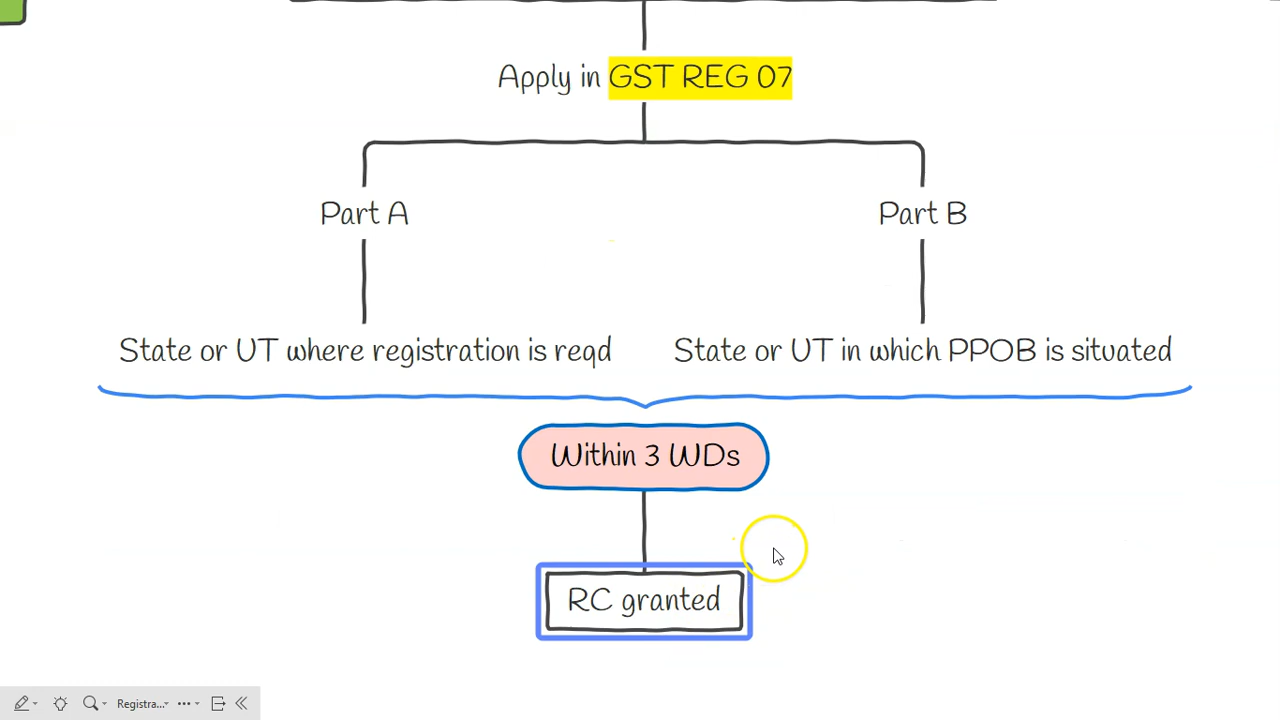 Apply in GST REG 07
Part A
Part B
State or UT where registration is reqd
State or UT in which PPOB is situated
Within 3 WDs
RC granted
Registra...